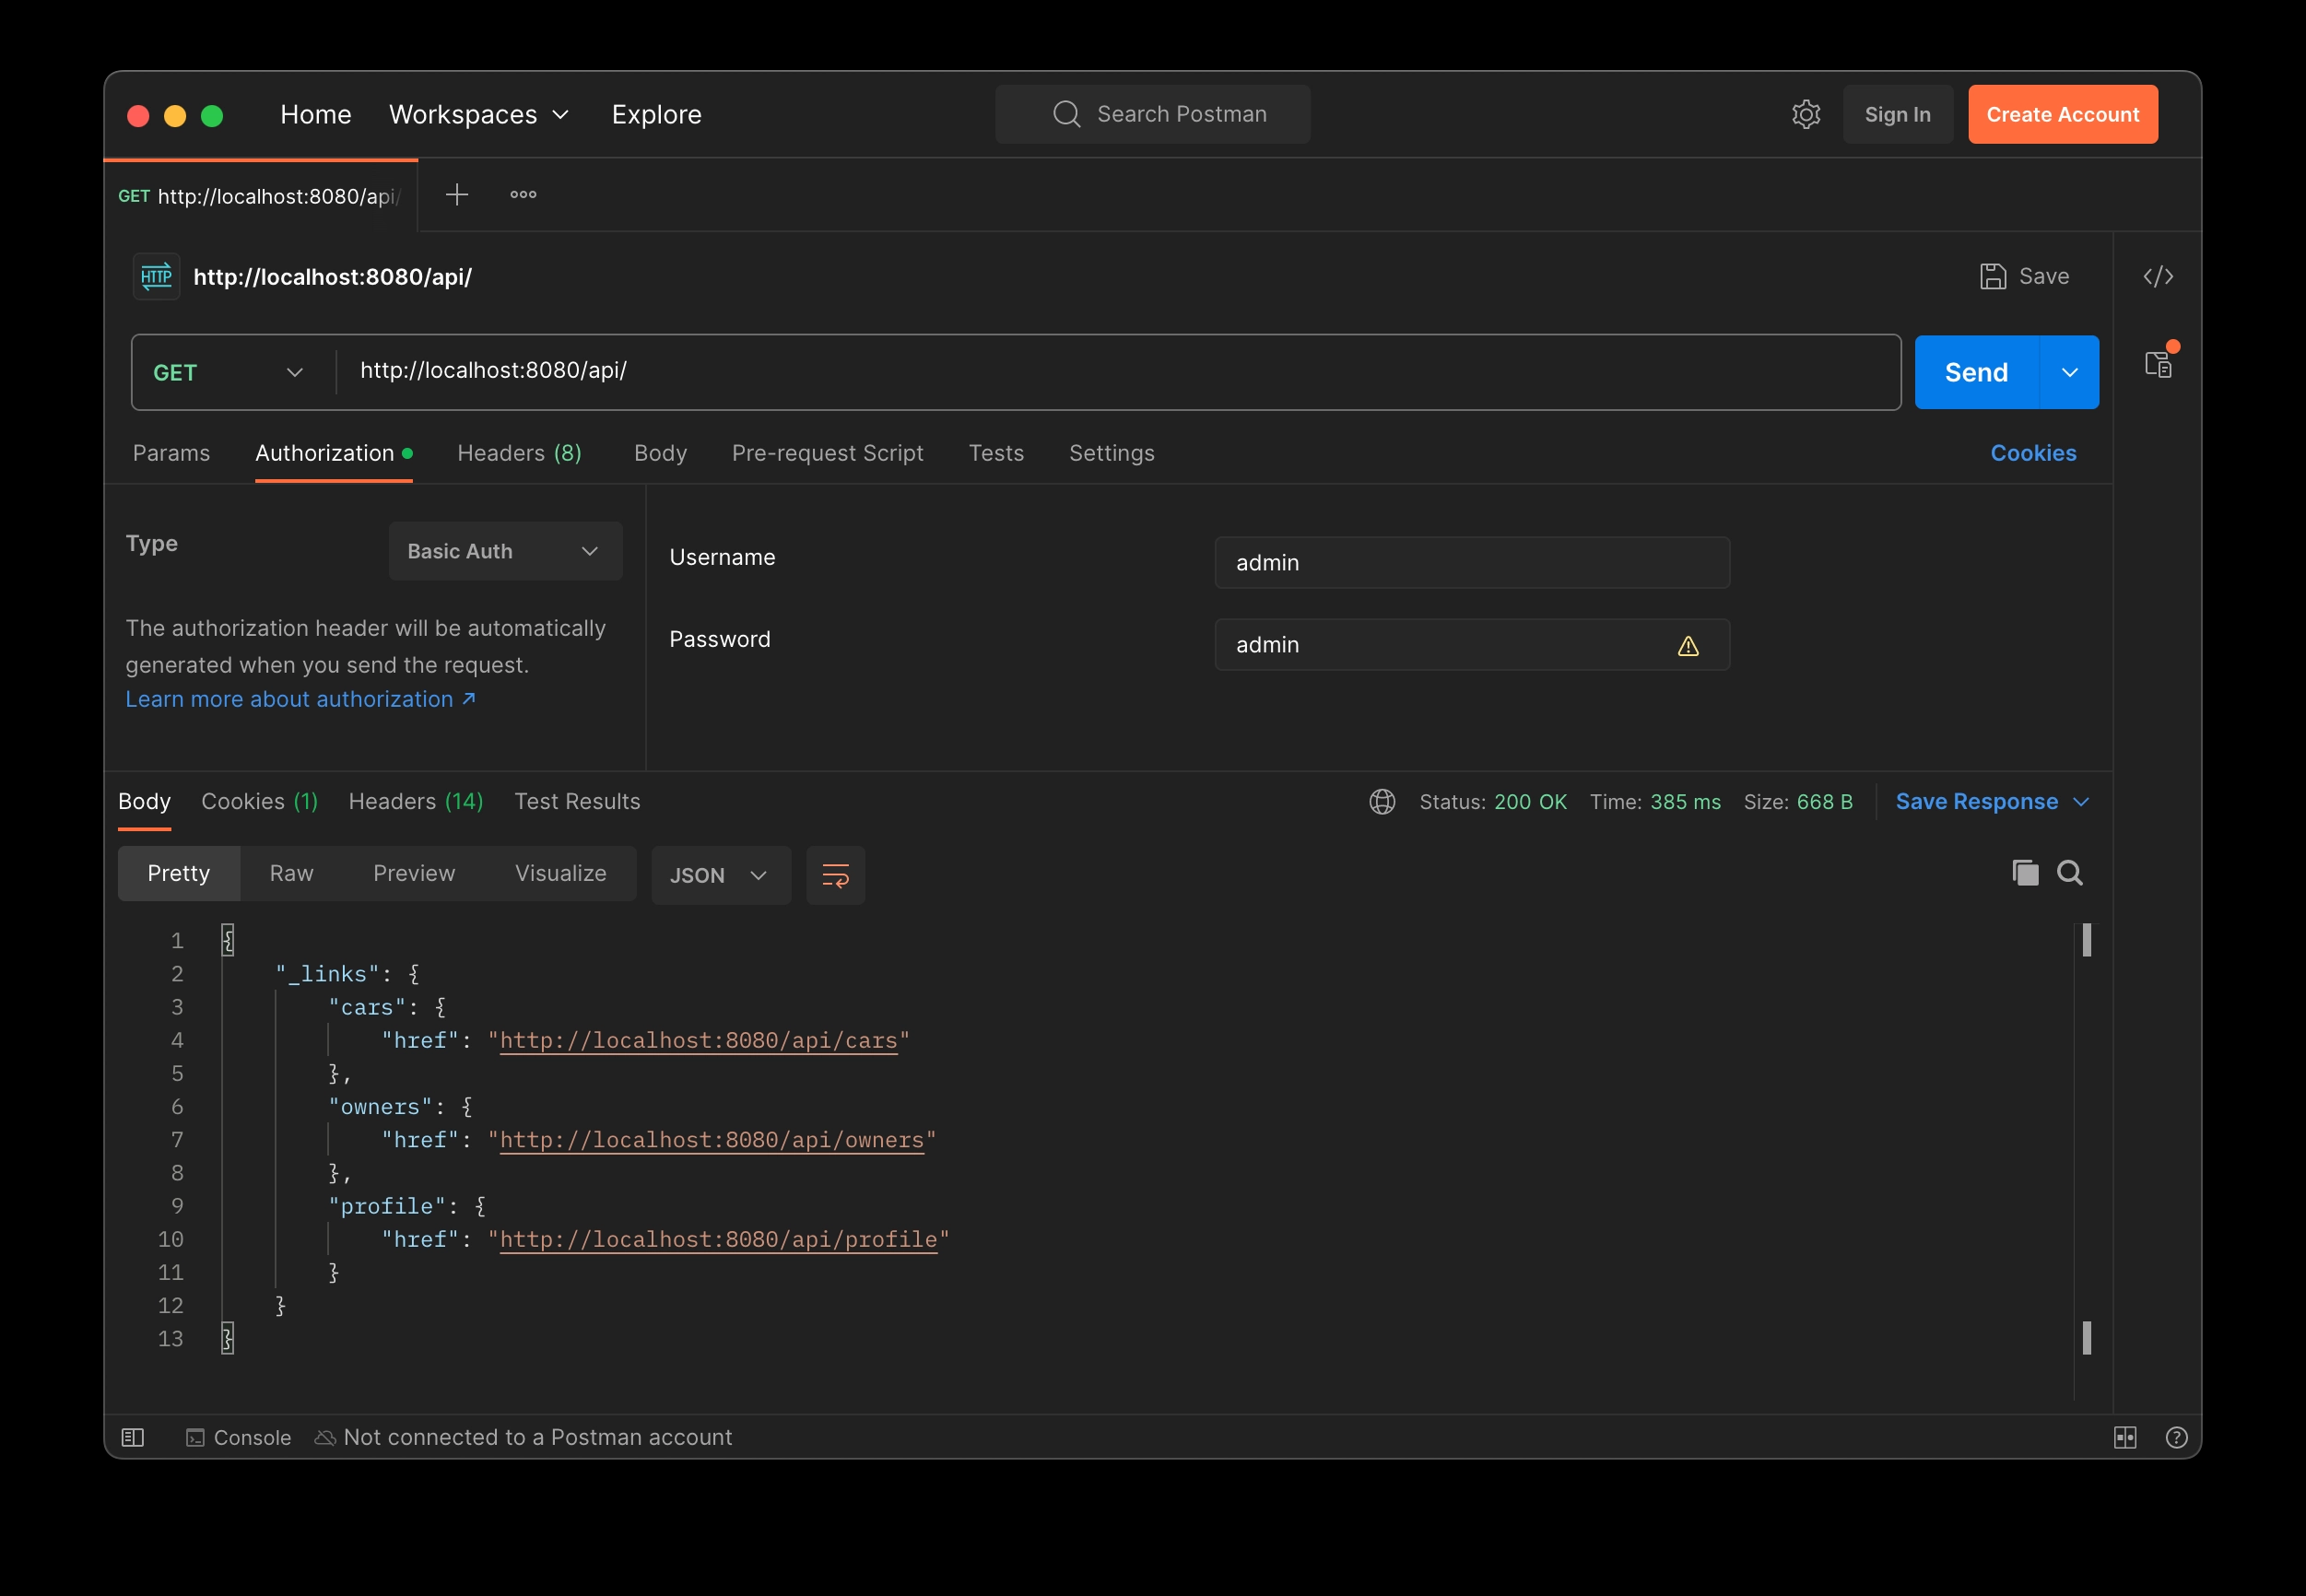 Home Workspaces Explore Search Postman Sign In Create Account
GET http://localhost:8080/api/
HTTP http://localhost:8080/api/ Save
GET http://localhost:8080/api/ Send
Params Authorization Headers (8) Body Pre-request Script Tests Settings Cookies
Type Basic Auth
The authorization header will be automatically
generated when you send the request.
Learn more about authorization ↗
Username admin
Password admin
Body Cookies (1) Headers (14) Test Results Status: 200 OK Time: 385 ms Size: 668 B Save Response
Pretty Raw Preview Visualize JSON
1 {
2 "_links": {
3 "cars": {
4 "href": "http://localhost:8080/api/cars"
5 },
6 "owners": {
7 "href": "http://localhost:8080/api/owners"
8 },
9 "profile": {
10 "href": "http://localhost:8080/api/profile"
11 }
12 }
13 }
Console Not connected to a Postman account